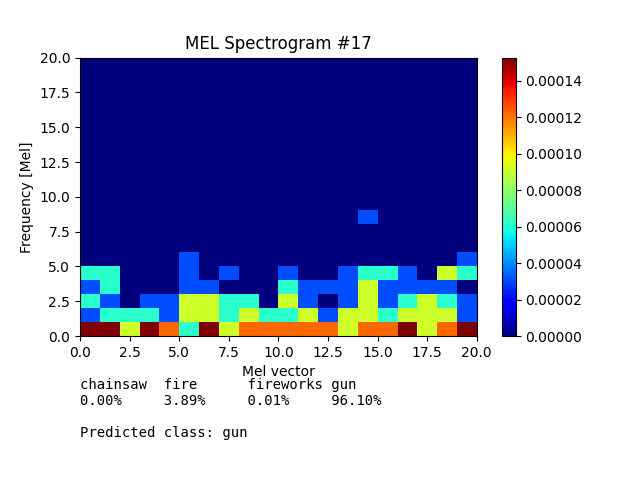 MEL Spectrogram #17
20.0
17.5
15.0
12.5
10.0
7.5
5.0
2.5
0.0
Frequency [Mel]
0.0 2.5 5.0 7.5 10.0 12.5 15.0 17.5 20.0
Mel vector
0.00014
0.00012
0.00010
0.00008
0.00006
0.00004
0.00002
0.00000
chainsaw fire fireworks gun
0.00% 3.89% 0.01% 96.10%
Predicted class: gun